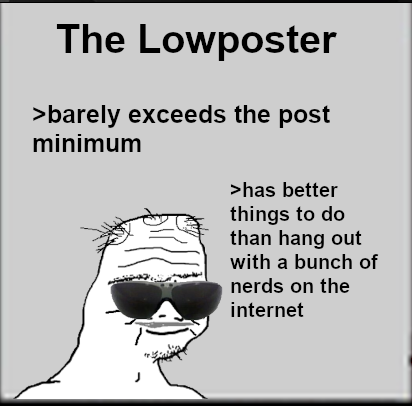 The Lowposter
>barely exceeds the post
minimum
>has better
things to do
than hang out
with a bunch of
nerds on the
internet